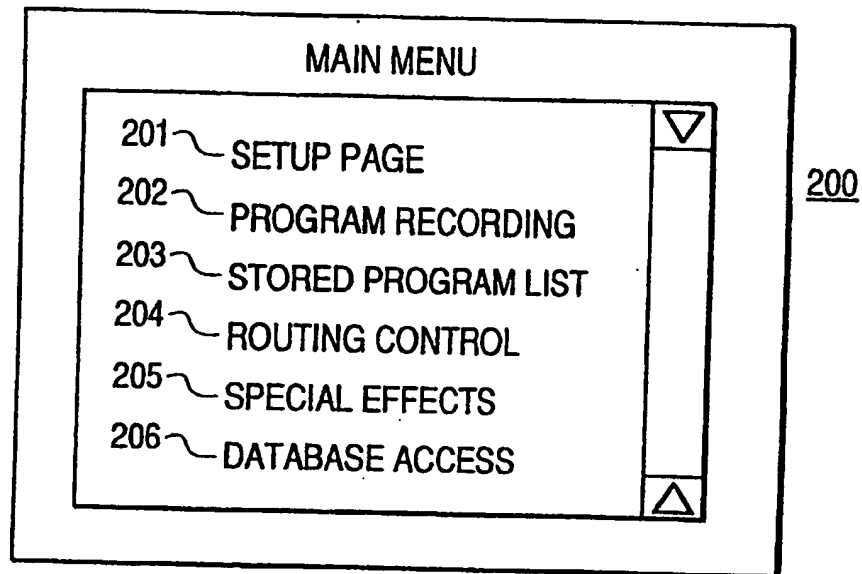 MAIN MENU
201 SETUP PAGE
202 PROGRAM RECORDING
203 STORED PROGRAM LIST
204 ROUTING CONTROL
205 SPECIAL EFFECTS
206 DATABASE ACCESS
200